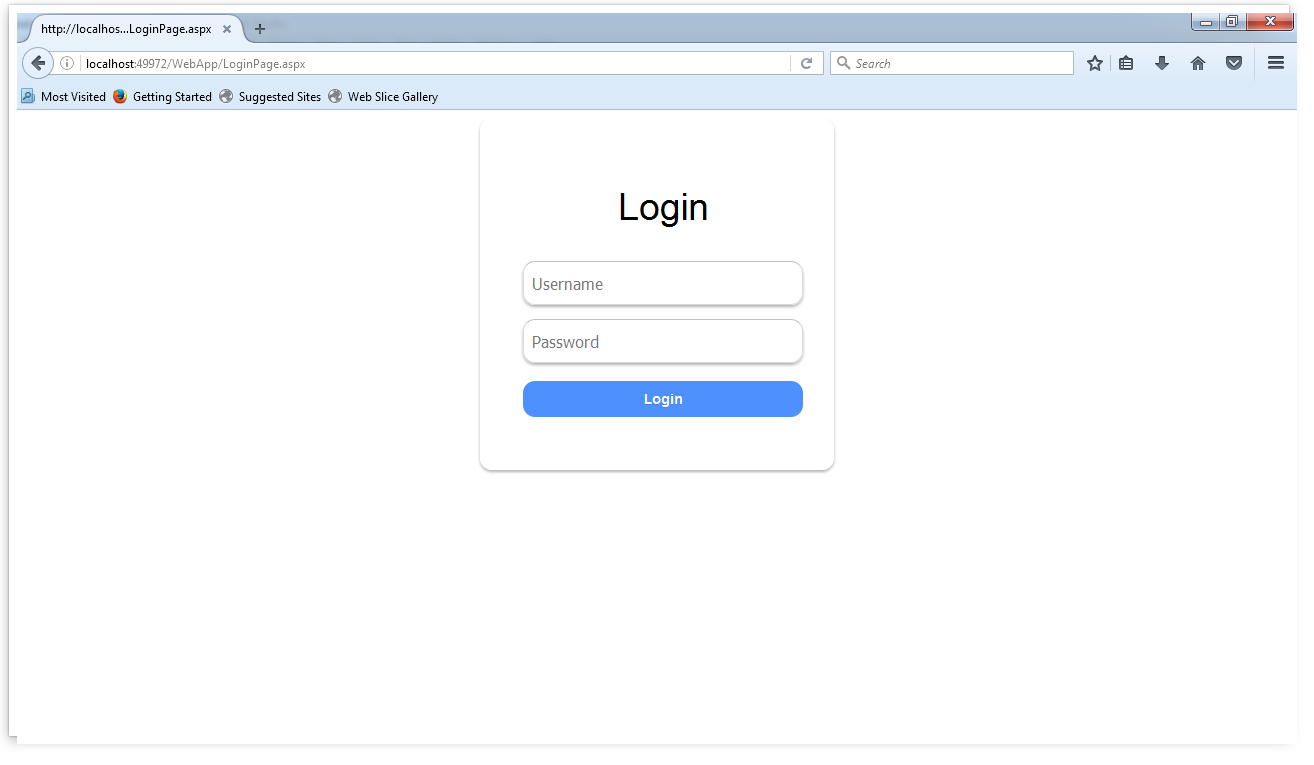 http://localhos...LoginPage.aspx
localhost:49972/WebApp/LoginPage.aspx
Search
Most Visited Getting Started Suggested Sites Web Slice Gallery
Login
Username
Password
Login